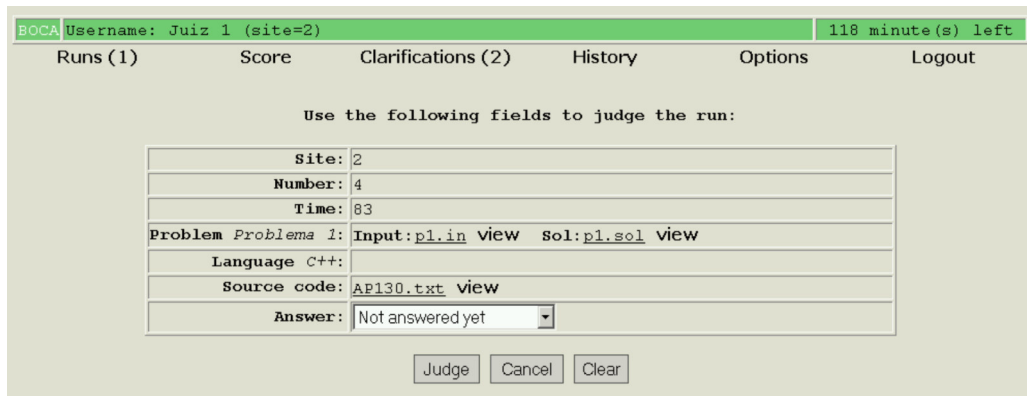 BOCA Username: Juiz 1 (site=2) 118 minute(s) left
Runs (1) Score Clarifications (2) History Options Logout
Use the following fields to judge the run:
Site: 2
Number: 4
Time: 83
Problem Problema 1: Input:p1.in view Sol:p1.sol view
Language C++:
Source code: AP130.txt view
Answer: Not answered yet
Judge Cancel Clear